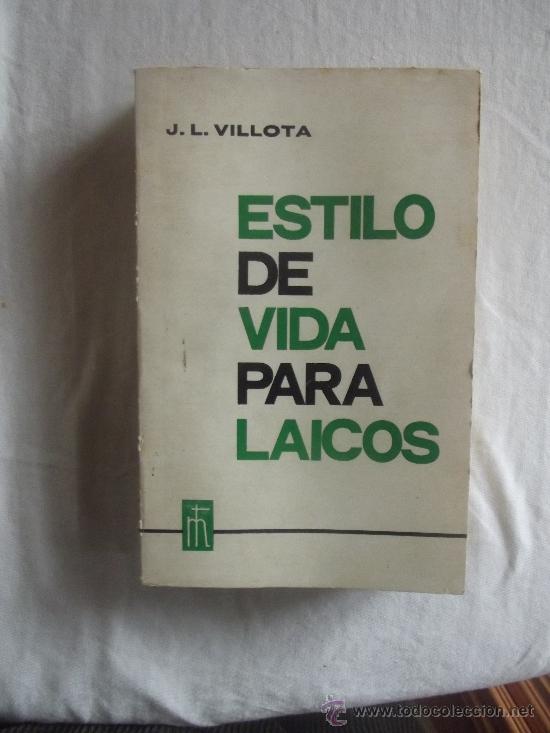 J. L. VILLOTA
ESTILO
DE
VIDA
PARA
LAICOS
www.todocoleccion.net